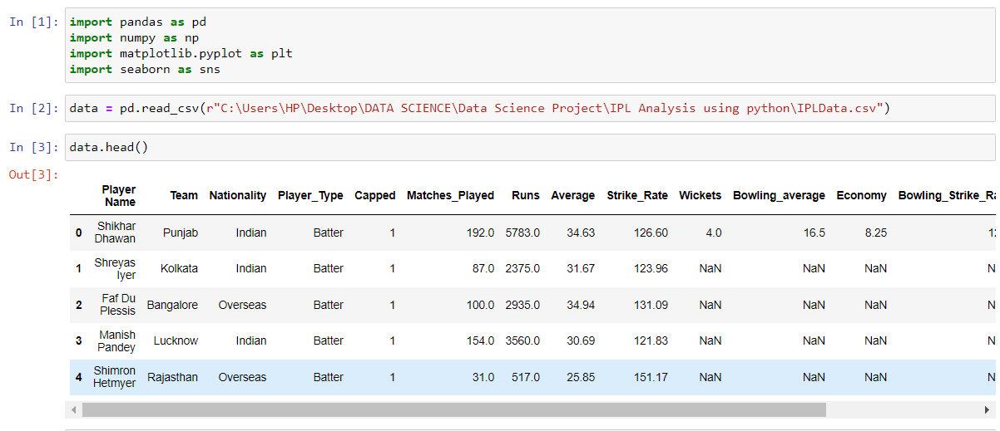 In [1]: import pandas as pd
import numpy as np
import matplotlib.pyplot as plt
import seaborn as sns
In [2]: data = pd.read_csv(r"C:\Users\HP\Desktop\DATA SCIENCE\Data Science Project\IPL Analysis using python\IPLData.csv")
In [3]: data.head()
Out[3]:
Player Name Team Nationality Player_Type Capped Matches_Played Runs Average Strike_Rate Wickets Bowling_average Economy
0 Shikhar Dhawan Punjab Indian Batter 1 192.0 5783.0 34.63 126.60 4.0 16.5 8.25
1 Shreyas Iyer Kolkata Indian Batter 1 87.0 2375.0 31.67 123.96 NaN NaN NaN
2 Faf Du Plessis Bangalore Overseas Batter 1 100.0 2935.0 34.94 131.09 NaN NaN NaN
3 Manish Pandey Lucknow Indian Batter 1 154.0 3560.0 30.69 121.83 NaN NaN NaN
4 Shimron Hetmyer Rajasthan Overseas Batter 1 31.0 517.0 25.85 151.17 NaN NaN NaN